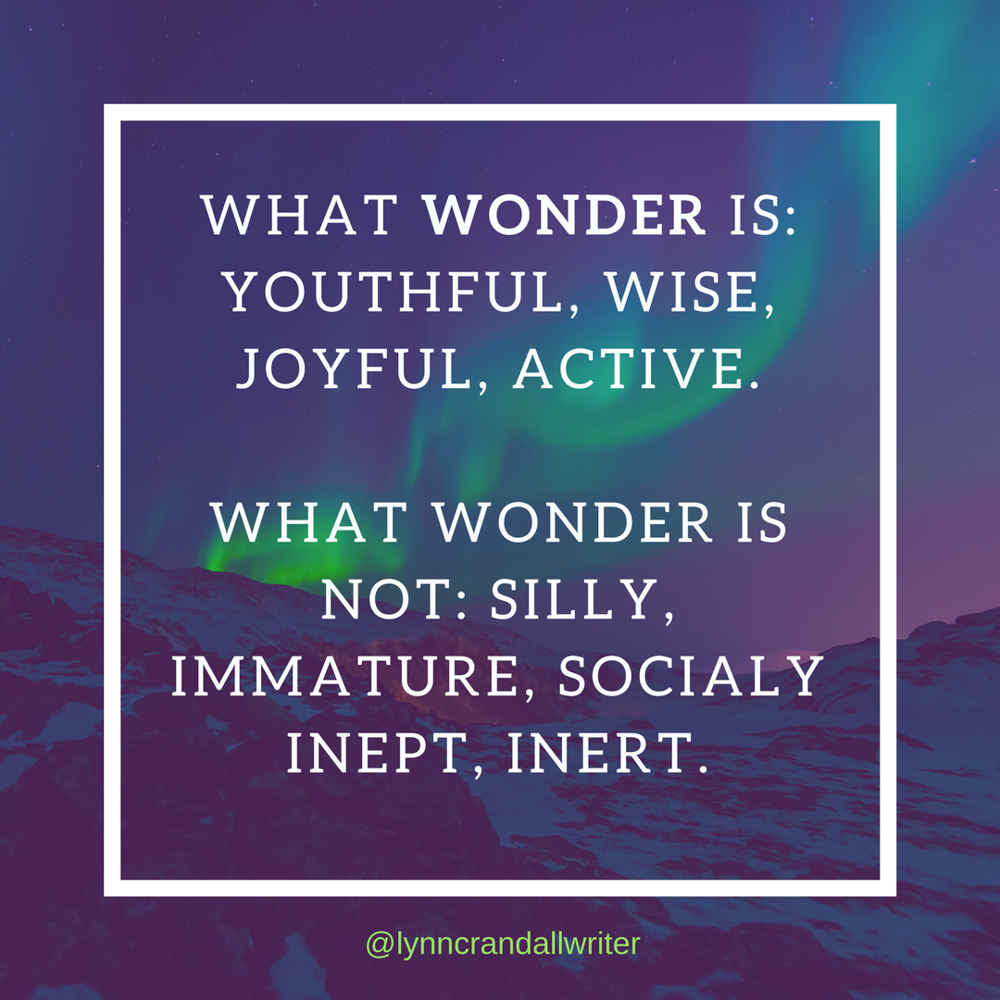 WHAT WONDER IS:
YOUTHFUL, WISE,
JOYFUL, ACTIVE.
WHAT WONDER IS
NOT: SILLY,
IMMATURE, SOCIALY
INEPT, INERT.
@lynncrandallwriter